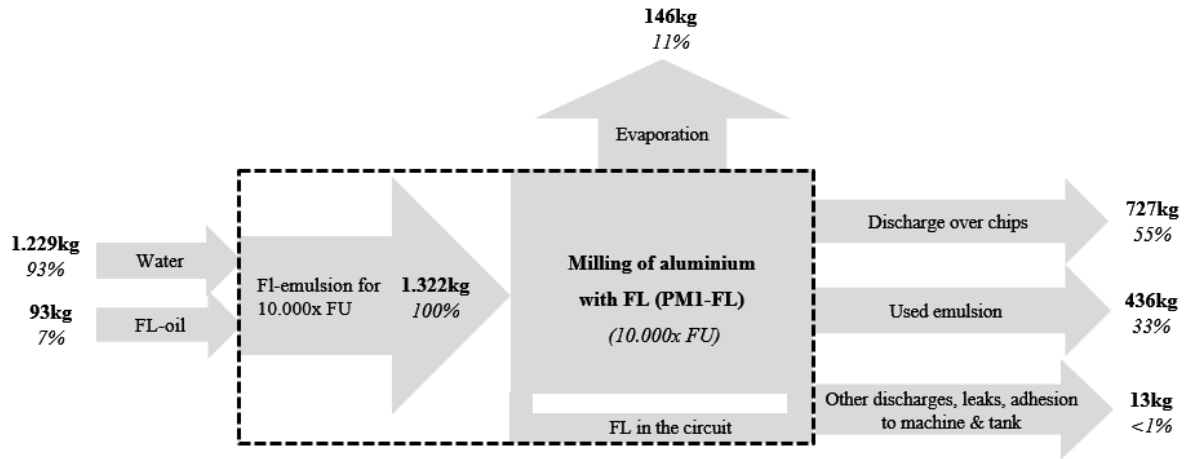 146kg
11%
Evaporation
1.229kg
93%
Water
93kg
7%
FL-oil
Fl-emulsion for
10.000x FU
1.322kg
100%
Milling of aluminium
with FL (PM1-FL)
(10.000x FU)
FL in the circuit
Discharge over chips
727kg
55%
Used emulsion
436kg
33%
Other discharges, leaks, adhesion
to machine & tank
13kg
<1%